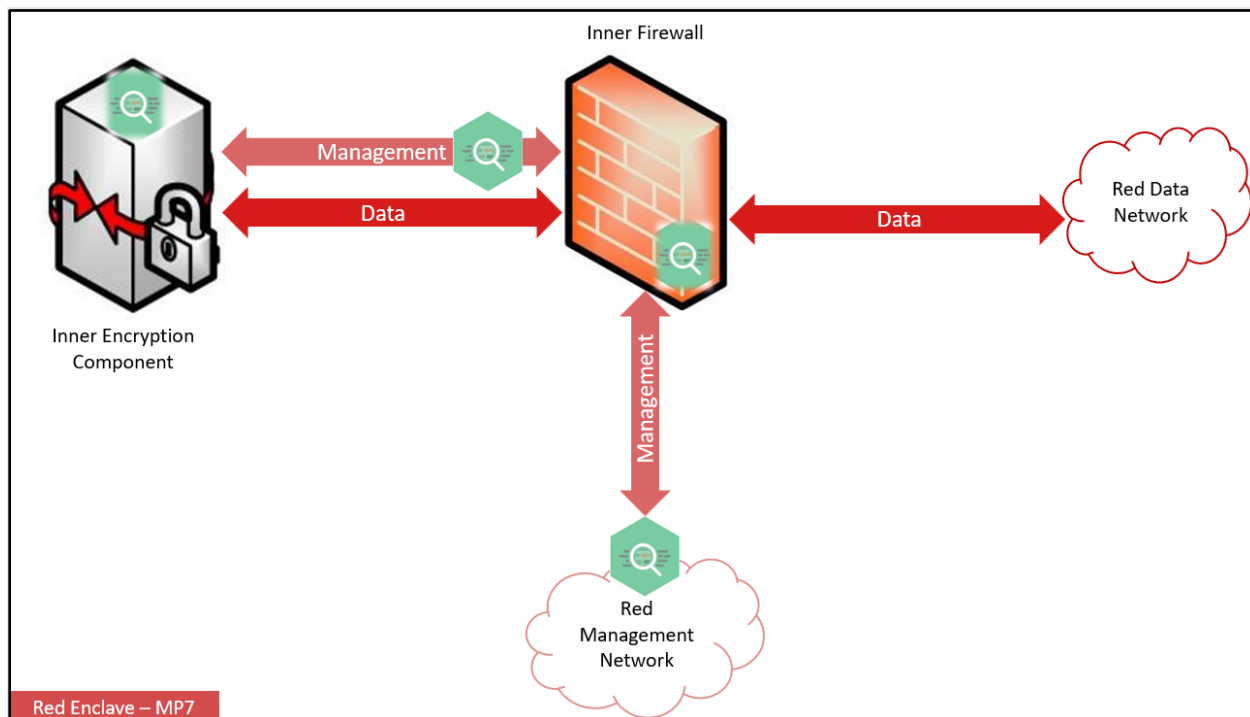 Inner Firewall
Management
Data
Data
Red Data
Network
Inner Encryption
Component
Management
Red
Management
Network
Red Enclave – MP7